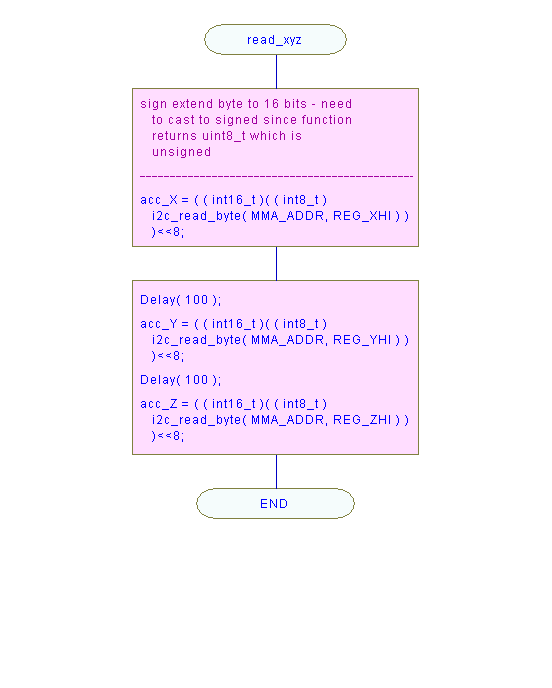 read_xyz
sign extend byte to 16 bits - need
to cast to signed since function
returns uint8_t which is
unsigned
----------------------------------------------
acc_X = ( ( int16_t )( ( int8_t )
i2c_read_byte( MMA_ADDR, REG_XHI ) )
)<<8;
Delay( 100 );
acc_Y = ( ( int16_t )( ( int8_t )
i2c_read_byte( MMA_ADDR, REG_YHI ) )
)<<8;
Delay( 100 );
acc_Z = ( ( int16_t )( ( int8_t )
i2c_read_byte( MMA_ADDR, REG_ZHI ) )
)<<8;
END